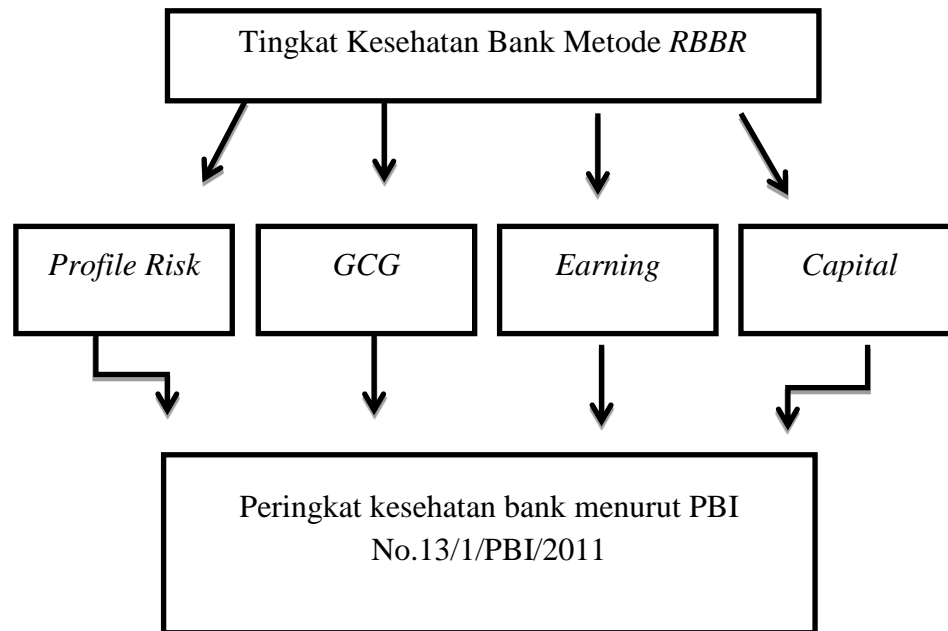 Tingkat Kesehatan Bank Metode RBBR
Profile Risk
GCG
Earning
Capital
Peringkat kesehatan bank menurut PBI
No.13/1/PBI/2011